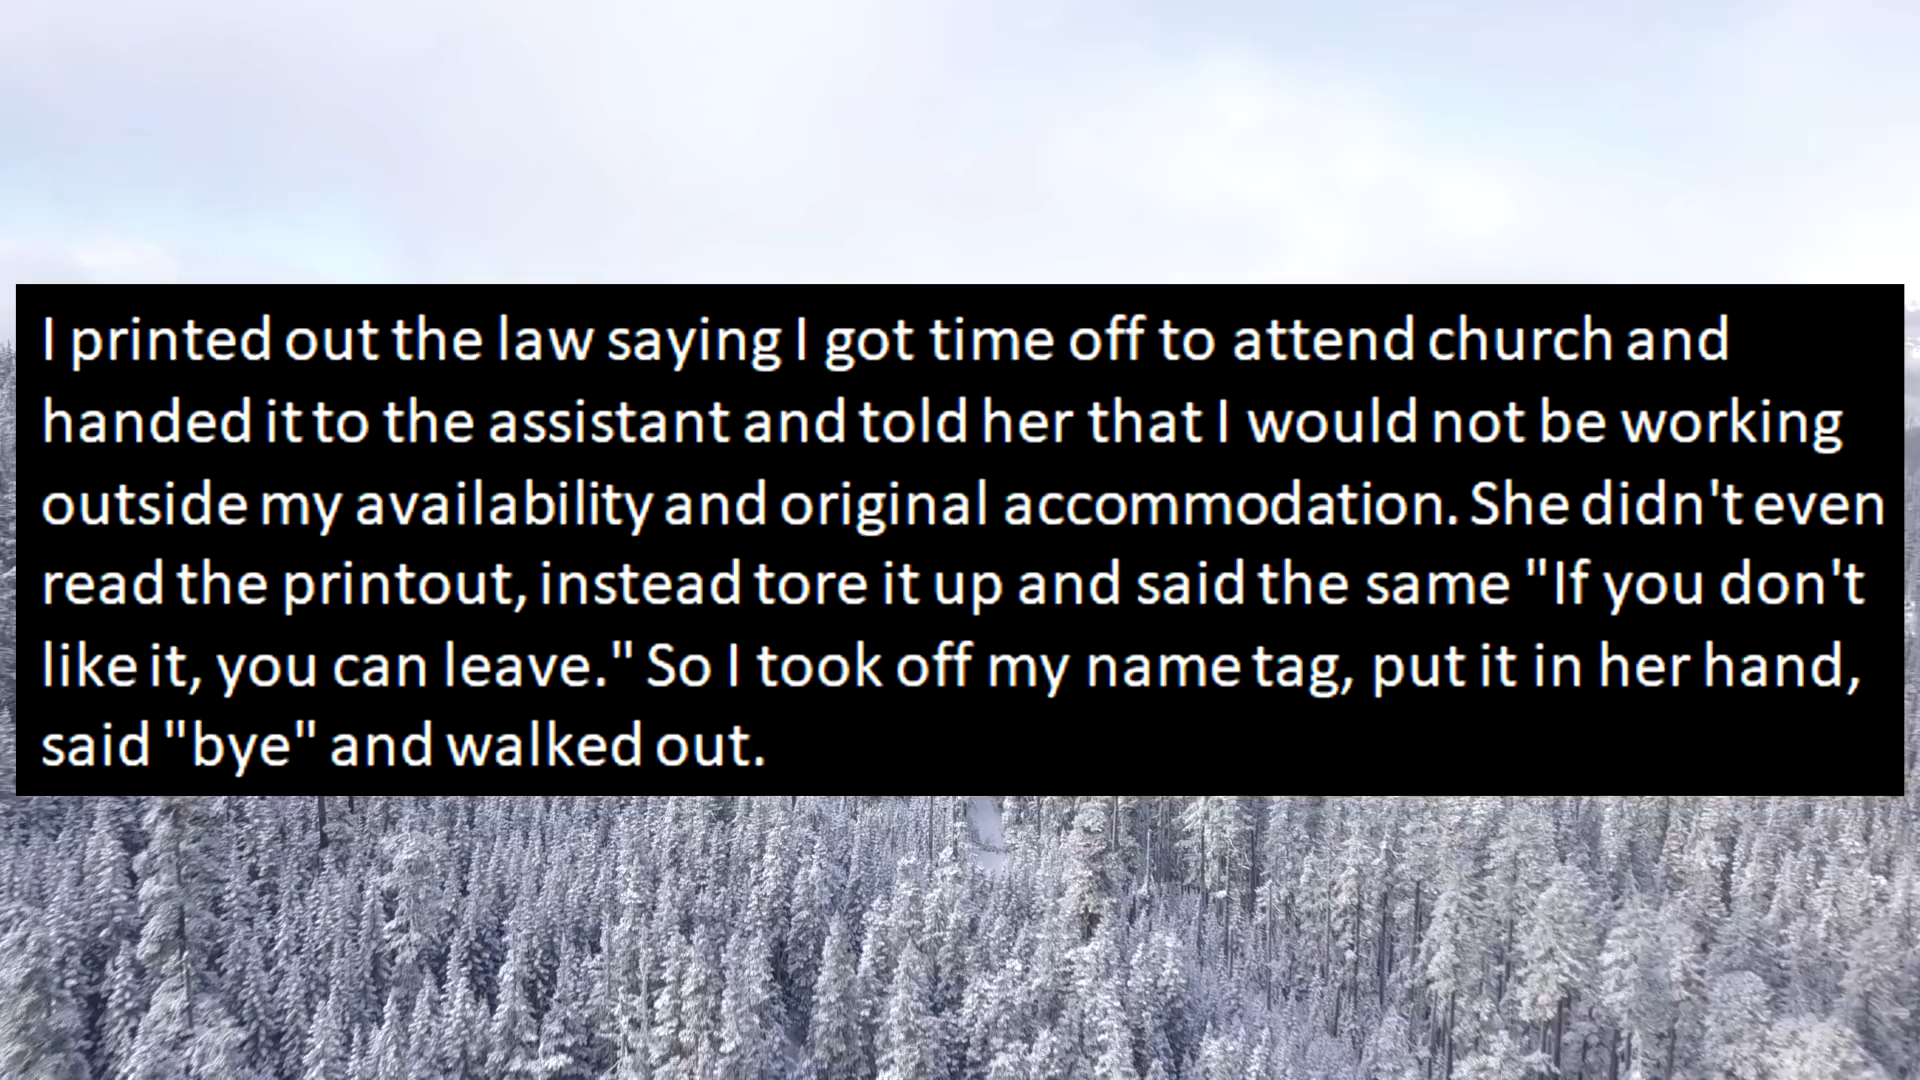 I printed out the law saying I got time off to attend church and
handed it to the assistant and told her that I would not be working
outside my availability and original accommodation. She didn't even
read the printout, instead tore it up and said the same "If you don't
like it, you can leave." So I took off my name tag, put it in her hand,
said "bye" and walked out.